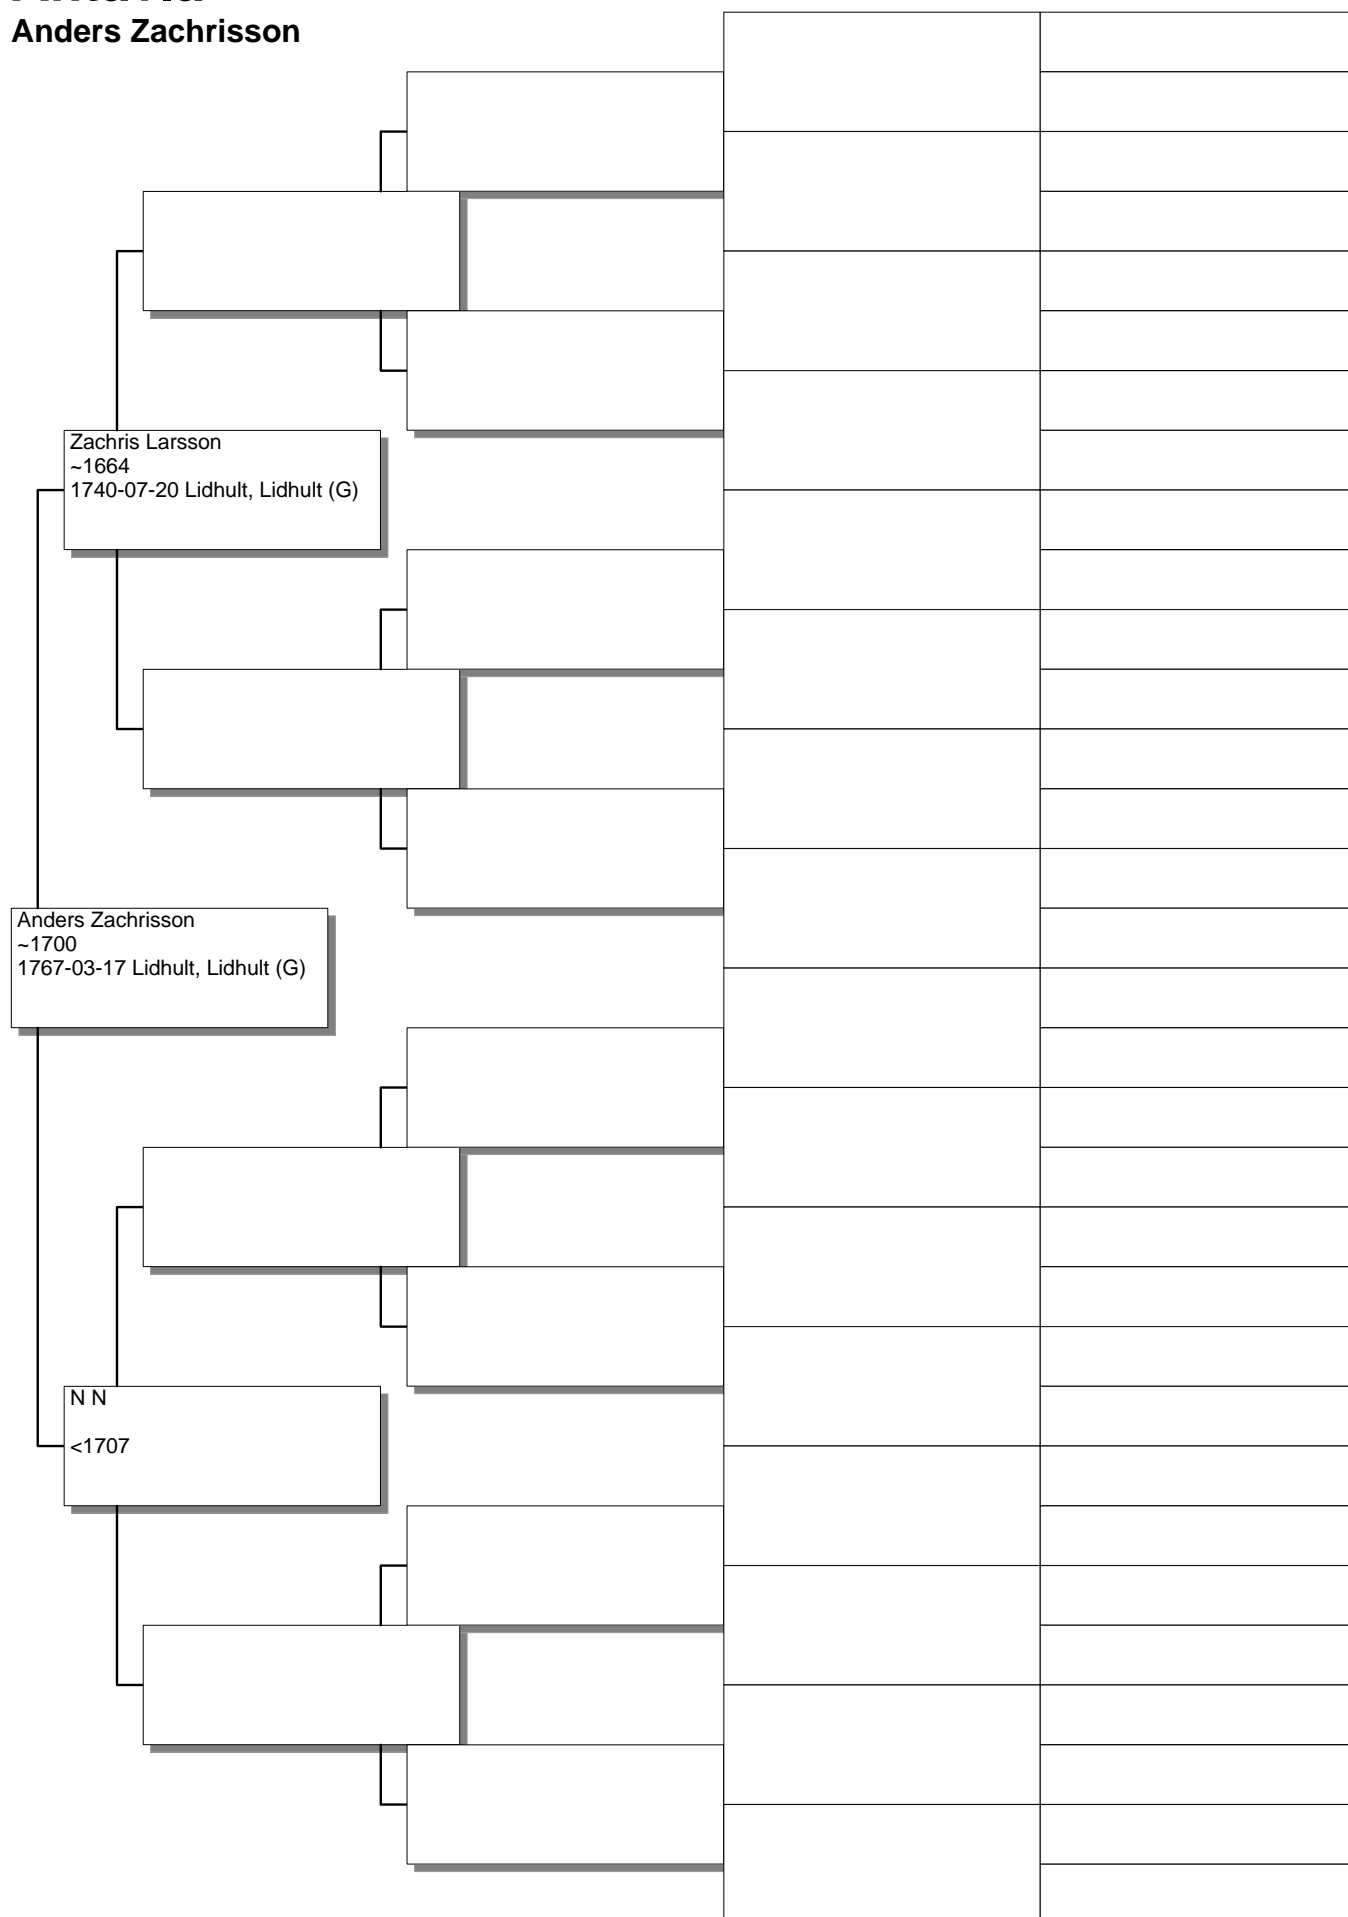 Anders Zachrisson
Zachris Larsson
~1664
1740-07-20 Lidhult, Lidhult (G)
Anders Zachrisson
~1700
1767-03-17 Lidhult, Lidhult (G)
N N
<1707